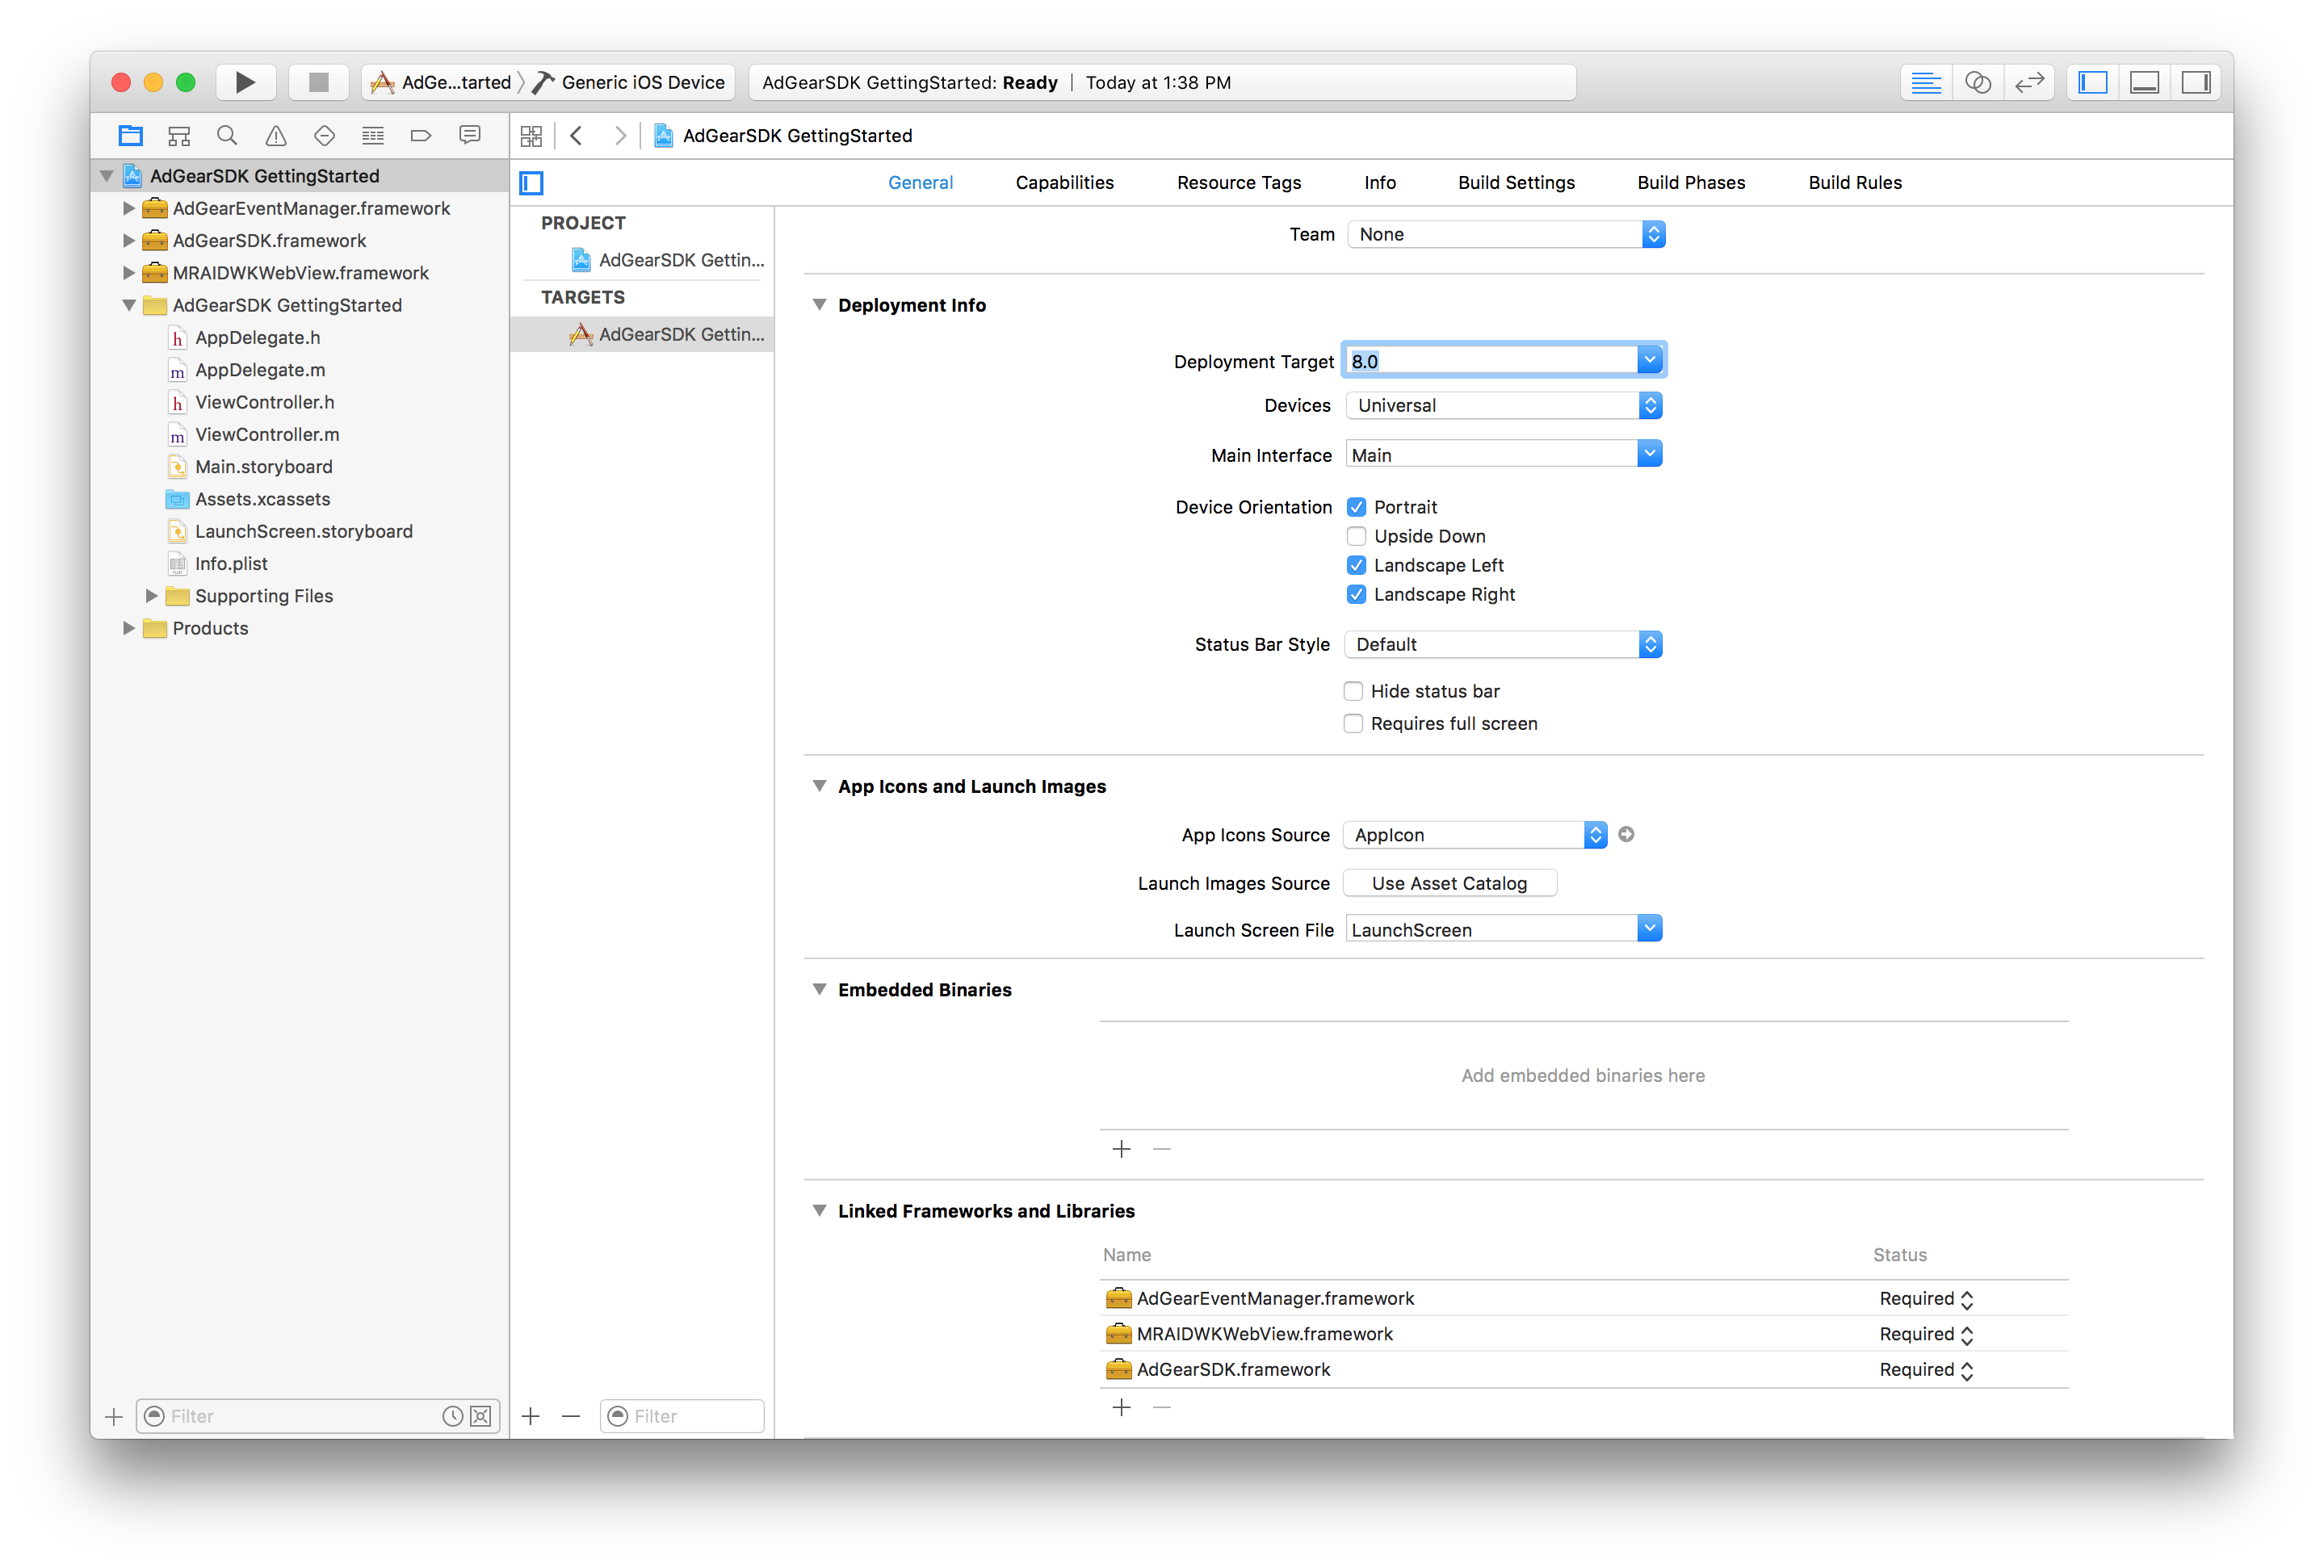 AdGe...tarted Generic iOS Device
AdGearSDK GettingStarted: Ready | Today at 1:38 PM
AdGearSDK GettingStarted
General Capabilities Resource Tags Info Build Settings Build Phases Build Rules
AdGearSDK GettingStarted
AdGearEventManager.framework
AdGearSDK.framework
MRAIDWKWebView.framework
AdGearSDK GettingStarted
AppDelegate.h
AppDelegate.m
ViewController.h
ViewController.m
Main.storyboard
Assets.xcassets
LaunchScreen.storyboard
Info.plist
Supporting Files
Products
Filter
PROJECT
AdGearSDK Gettin...
TARGETS
AdGearSDK Gettin...
Filter
Team None
Deployment Info
Deployment Target 8.0
Devices Universal
Main Interface Main
Device Orientation Portrait
Upside Down
Landscape Left
Landscape Right
Status Bar Style Default
Hide status bar
Requires full screen
App Icons and Launch Images
App Icons Source AppIcon
Launch Images Source Use Asset Catalog
Launch Screen File LaunchScreen
Embedded Binaries
Add embedded binaries here
Linked Frameworks and Libraries
Name Status
AdGearEventManager.framework Required
MRAIDWKWebView.framework Required
AdGearSDK.framework Required